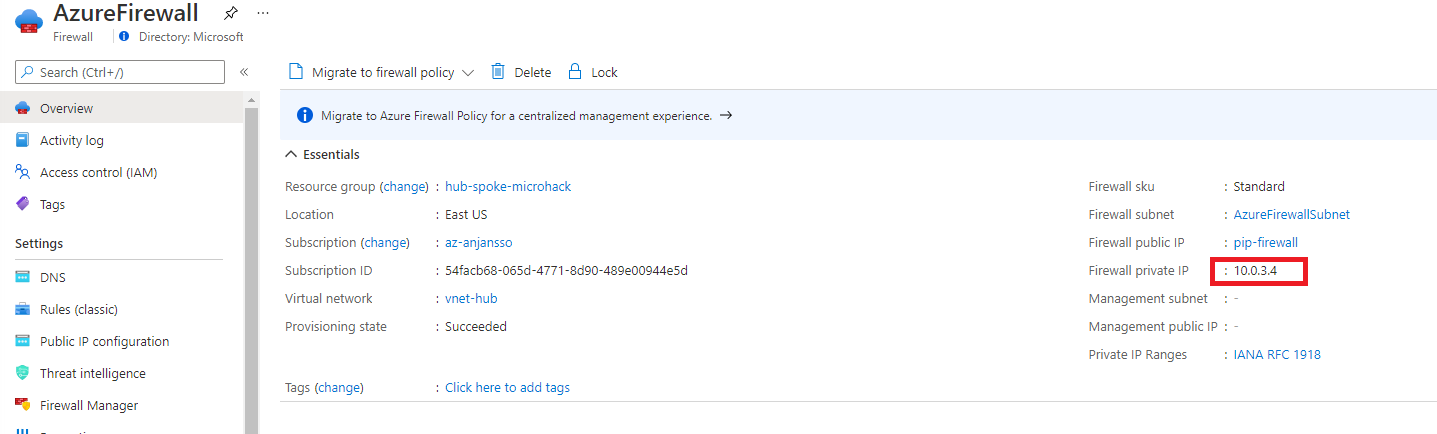 AzureFirewall ...
Firewall Directory: Microsoft
Search (Ctrl+/) «
Overview
Activity log
Access control (IAM)
Tags
Settings
DNS
Rules (classic)
Public IP configuration
Threat intelligence
Firewall Manager
Migrate to firewall policy Delete Lock
Migrate to Azure Firewall Policy for a centralized management experience. →
Essentials
Resource group (change) : hub-spoke-microhack
Location : East US
Subscription (change) : az-anjansso
Subscription ID : 54facb68-065d-4771-8d90-489e00944e5d
Virtual network : vnet-hub
Provisioning state : Succeeded
Firewall sku : Standard
Firewall subnet : AzureFirewallSubnet
Firewall public IP : pip-firewall
Firewall private IP : 10.0.3.4
Management subnet : -
Management public IP : -
Private IP Ranges : IANA RFC 1918
Tags (change) : Click here to add tags